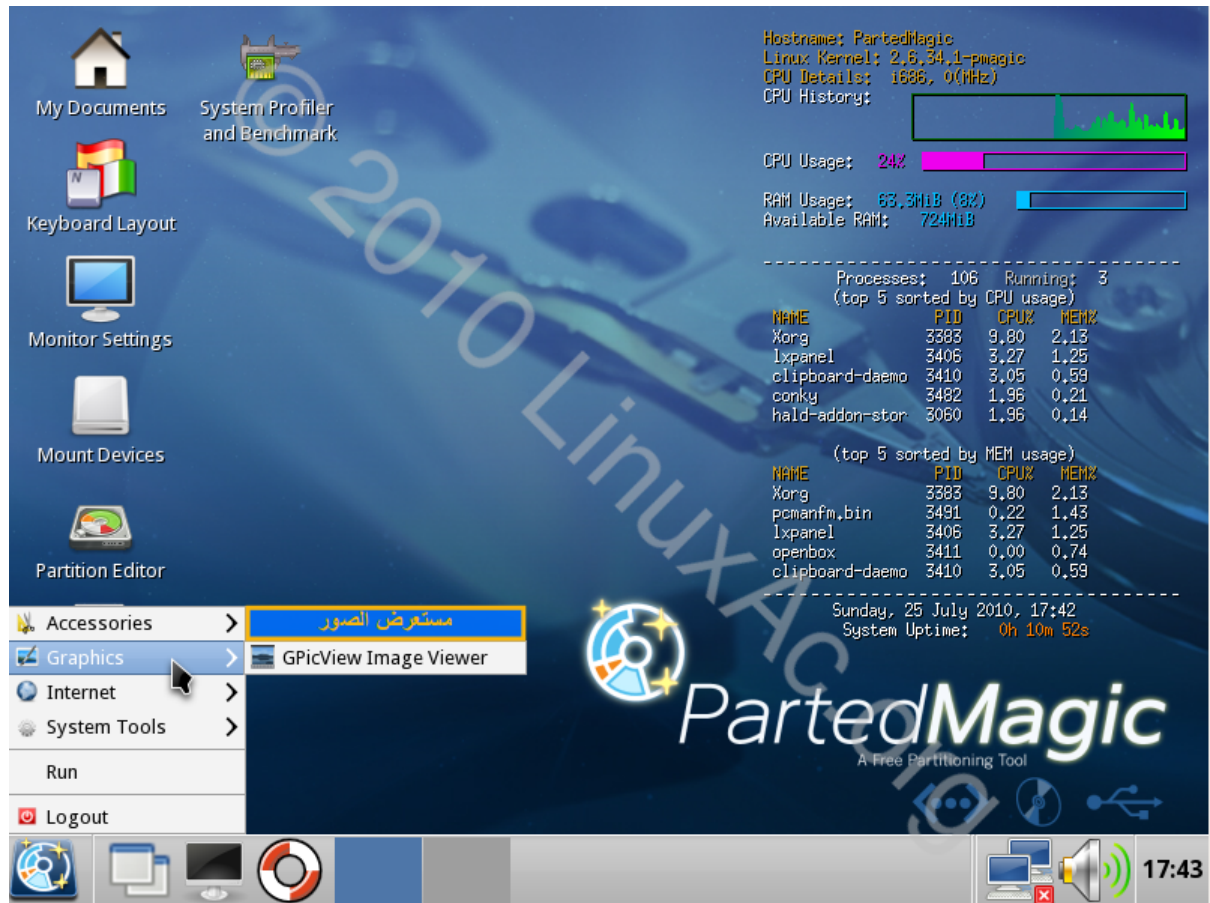 My Documents
System Profiler
and Benchmark
Keyboard Layout
Monitor Settings
Mount Devices
Partition Editor
Hostname: PartedMagic
Linux Kernel: 2.6.34.1-pmagic
CPU Details: i686, 0(MHz)
CPU History:
CPU Usage: 24%
RAM Usage: 63.3MiB (8%)
Available RAM: 724MiB
Processes: 106 Running: 3
(top 5 sorted by CPU usage)
NAME PID CPU% MEM%
Xorg 3383 9.80 2.13
lxpanel 3406 3.27 1.25
clipboard-daemo 3410 3.05 0.59
conky 3482 1.96 0.21
hald-addon-stor 3060 1.96 0.14
(top 5 sorted by MEM usage)
NAME PID CPU% MEM%
Xorg 3383 9.80 2.13
pcmanfm.bin 3491 0.22 1.43
lxpanel 3406 3.27 1.25
openbox 3411 0.00 0.74
clipboard-daemo 3410 3.05 0.59
Sunday, 25 July 2010, 17:42
System Uptime: 0h 10m 52s
Accessories
Graphics
Internet
System Tools
Run
Logout
مستعرض الصور
GPicView Image Viewer
PartedMagic
A Free Partitioning Tool
© 2010 LinuxAc.org
N
17:43